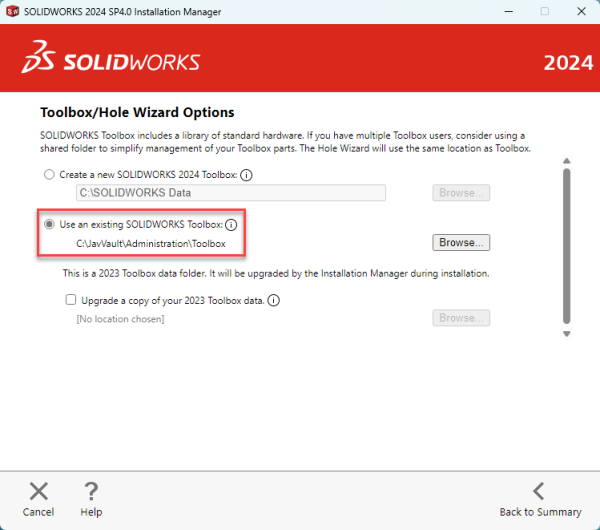 SOLIDWORKS 2024 SP4.0 Installation Manager
SOLIDWORKS
2024
Toolbox/Hole Wizard Options
SOLIDWORKS Toolbox includes a library of standard hardware. If you have multiple Toolbox users, consider using a
shared folder to simplify management of your Toolbox parts. The Hole Wizard will use the same location as Toolbox.
Create a new SOLIDWORKS 2024 Toolbox:
C:\SOLIDWORKS Data
Browse...
Use an existing SOLIDWORKS Toolbox:
C:\JavVault\Administration\Toolbox
Browse...
This is a 2023 Toolbox data folder. It will be upgraded by the Installation Manager during installation.
Upgrade a copy of your 2023 Toolbox data.
[No location chosen]
Browse...
Cancel
Help
Back to Summary